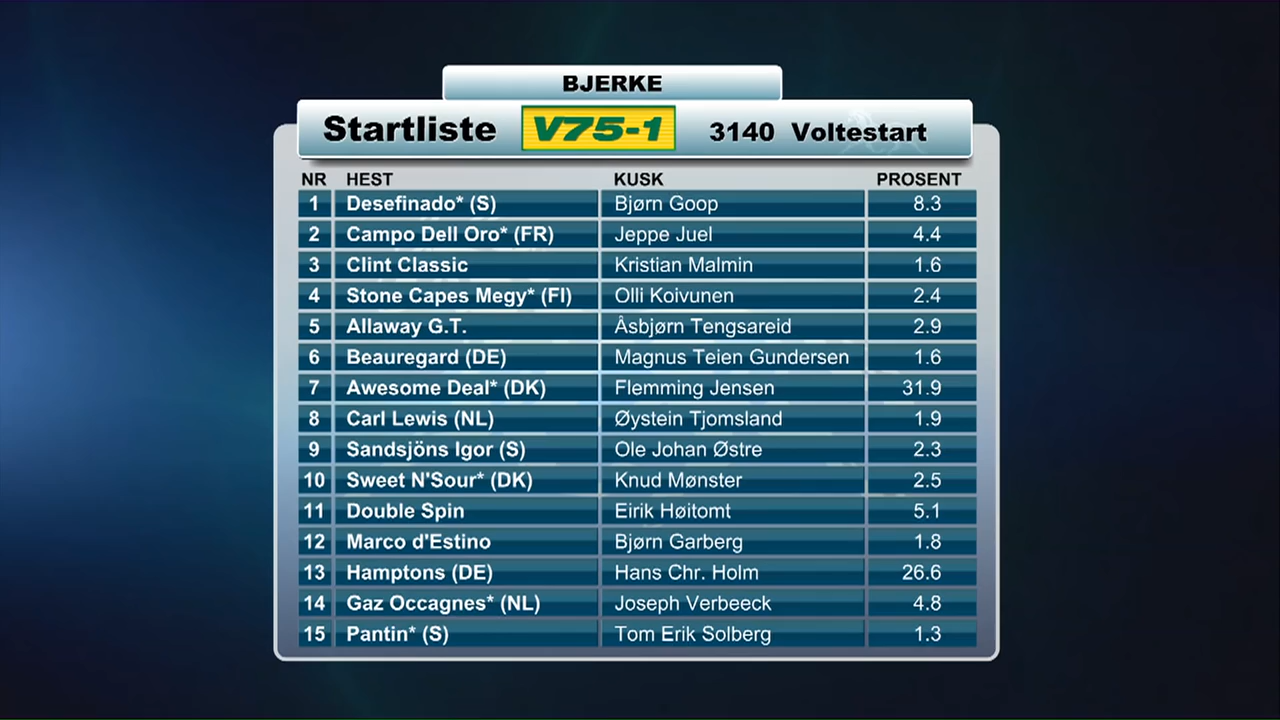 BJERKE
Startliste V75-1 3140 Voltestart
NR HEST KUSK PROSENT
1 Desefinado* (S) Bjørn Goop 8.3
2 Campo Dell Oro* (FR) Jeppe Juel 4.4
3 Clint Classic Kristian Malmin 1.6
4 Stone Capes Megy* (FI) Olli Koivunen 2.4
5 Allaway G.T. Åsbjørn Tengsareid 2.9
6 Beauregard (DE) Magnus Teien Gundersen 1.6
7 Awesome Deal* (DK) Flemming Jensen 31.9
8 Carl Lewis (NL) Øystein Tjomsland 1.9
9 Sandsjöns Igor (S) Ole Johan Østre 2.3
10 Sweet N'Sour* (DK) Knud Mønster 2.5
11 Double Spin Eirik Høitomt 5.1
12 Marco d'Estino Bjørn Garberg 1.8
13 Hamptons (DE) Hans Chr. Holm 26.6
14 Gaz Occagnes* (NL) Joseph Verbeeck 4.8
15 Pantin* (S) Tom Erik Solberg 1.3